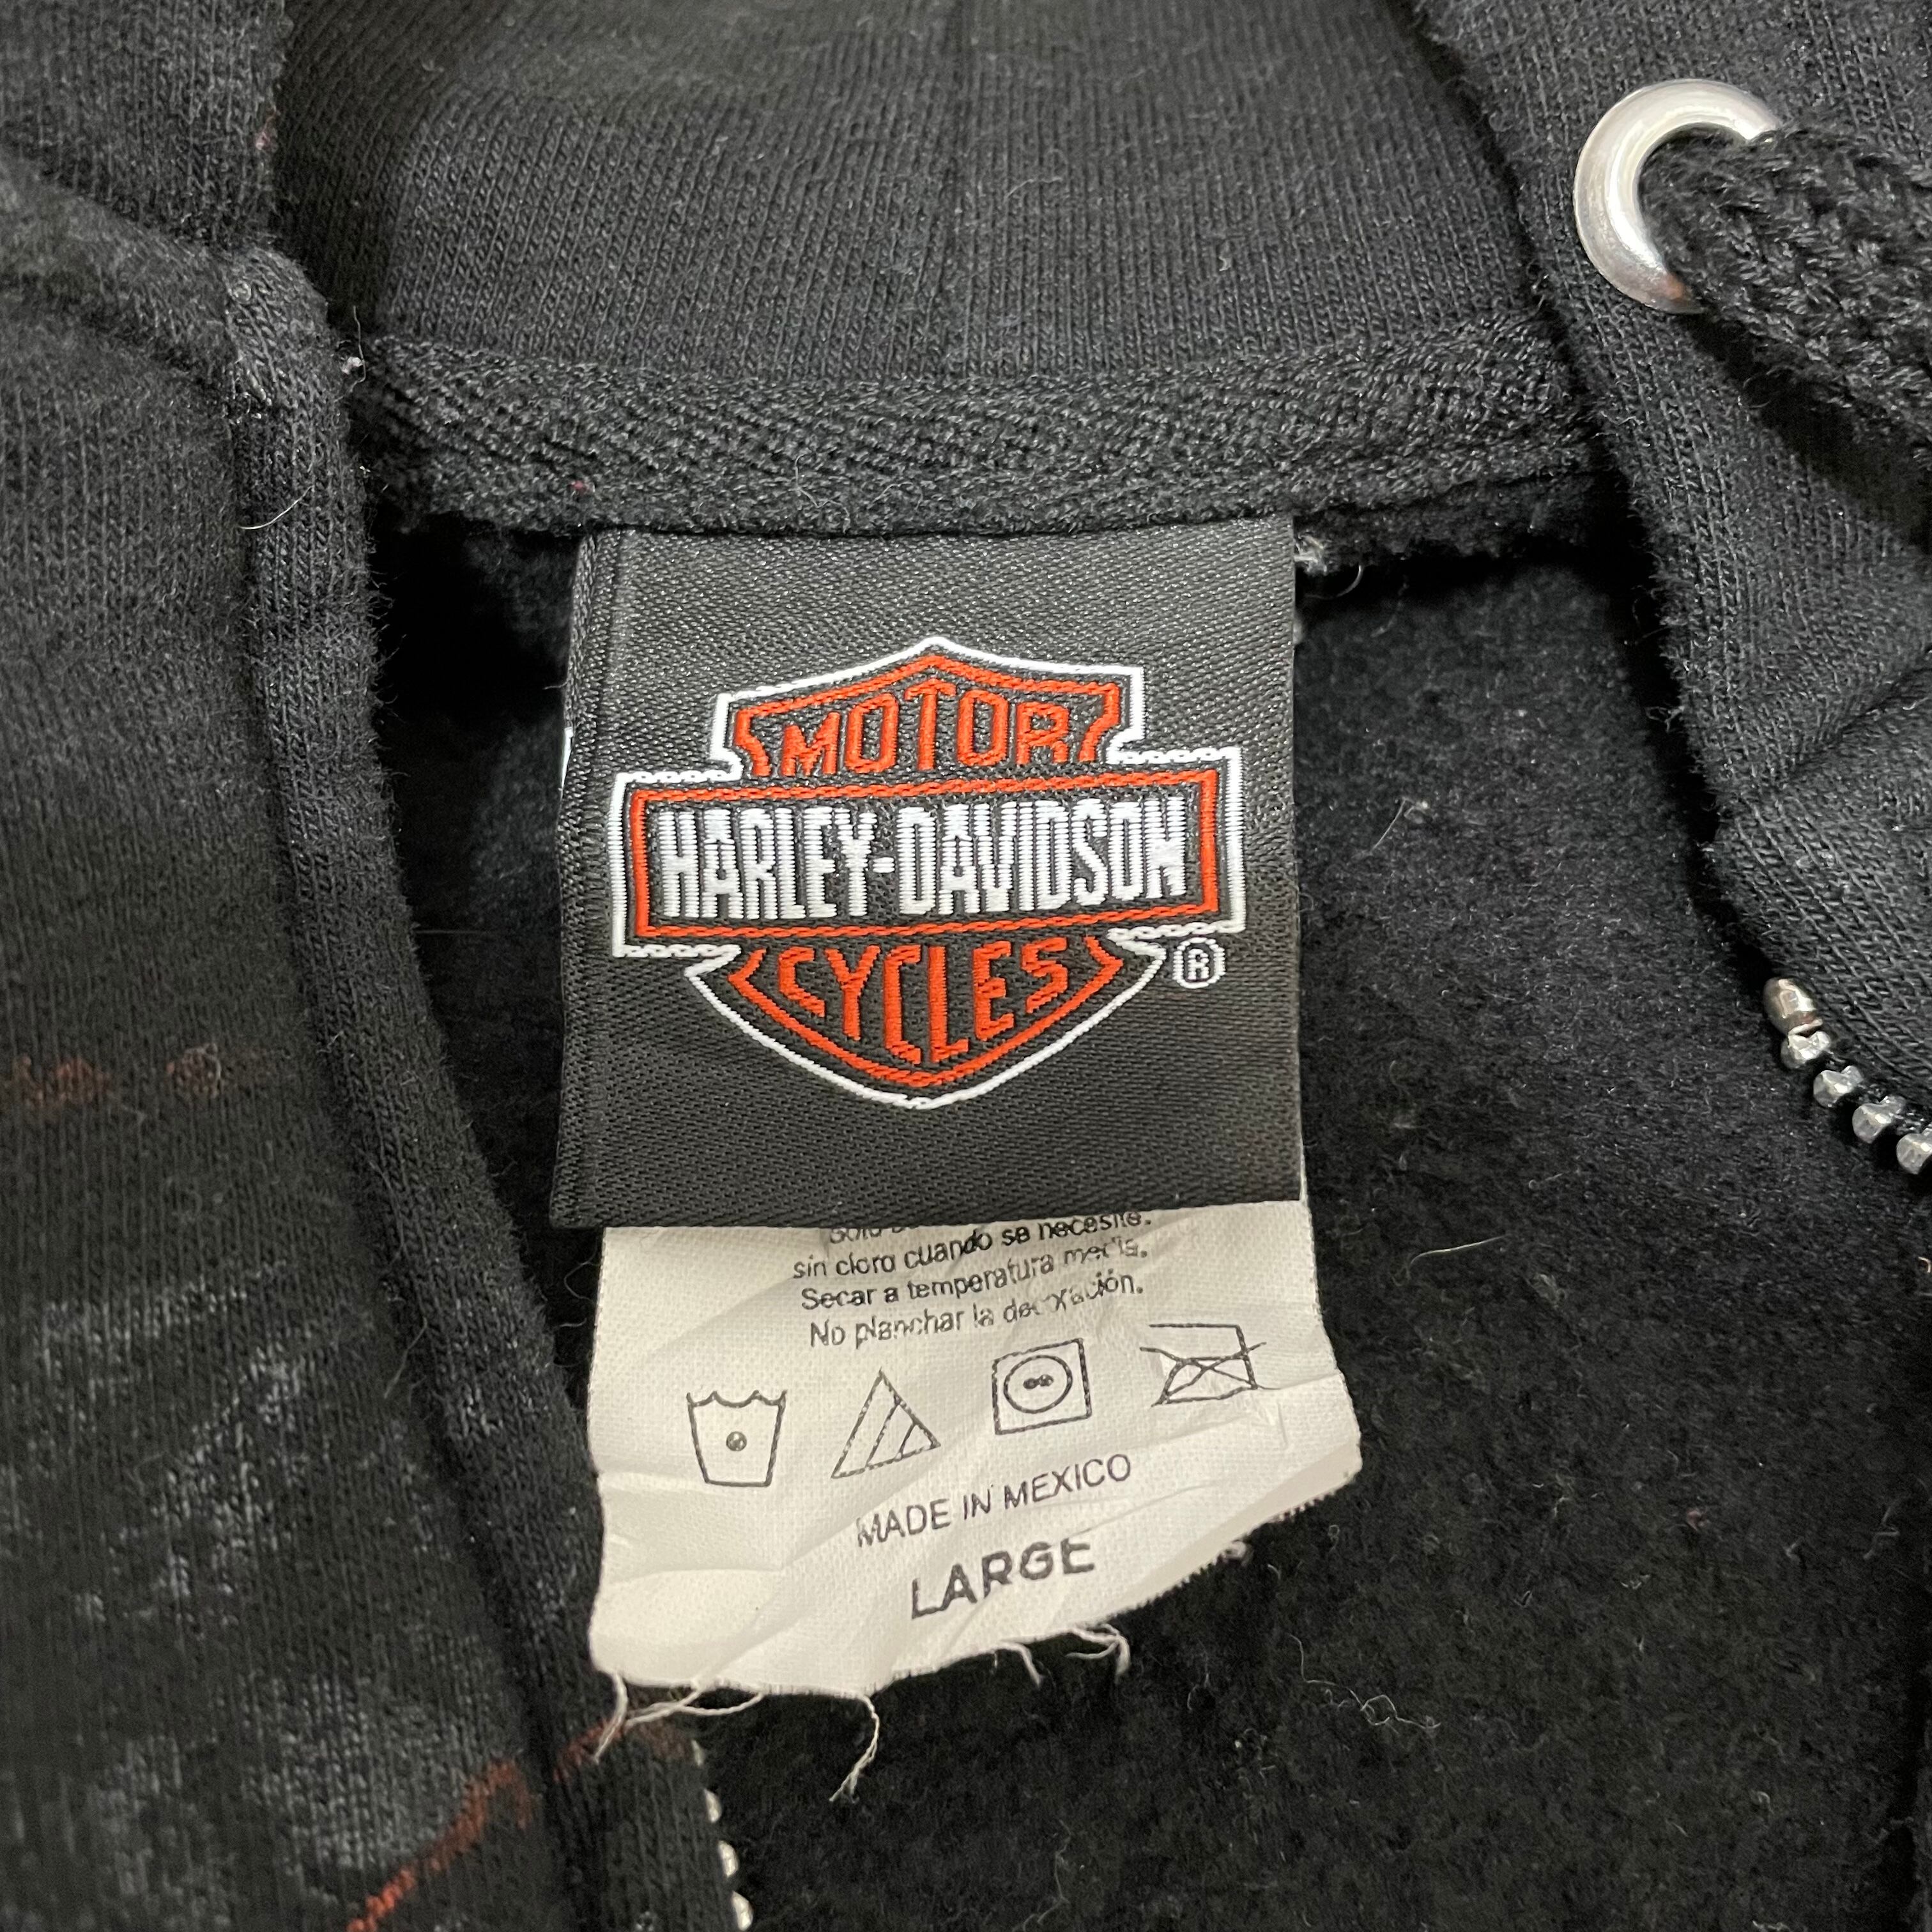 MOTOR
HARLEY-DAVIDSON
CYCLES
®
sin cloro cuando se necesite.
Secar a temperatura media.
No planchar la decoración.
MADE IN MEXICO
LARGE